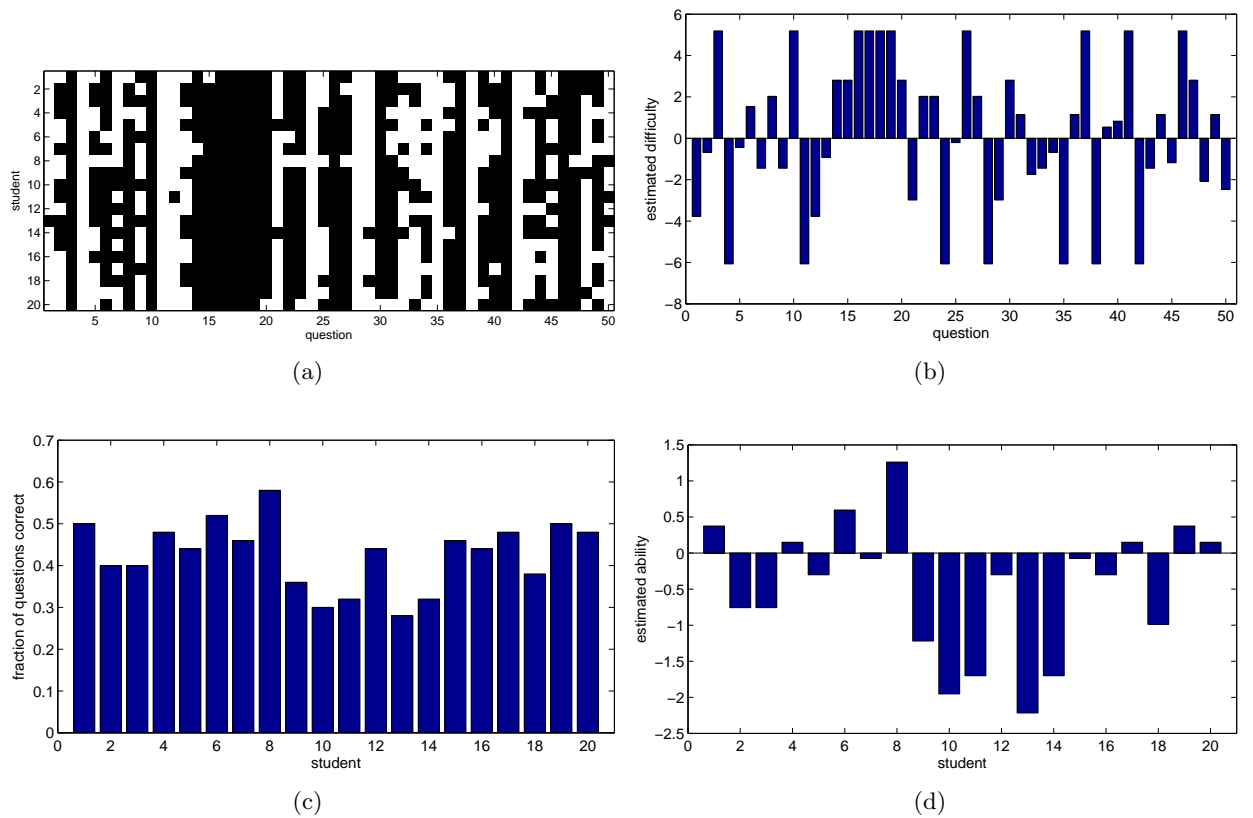 2
4
6
8
10
12
14
16
18
20
student
5 10 15 20 25 30 35 40 45 50
question
(a)
6
4
2
0
−2
−4
−6
−8
estimated difficulty
0 5 10 15 20 25 30 35 40 45 50
question
(b)
0.7
0.6
0.5
0.4
0.3
0.2
0.1
0
fraction of questions correct
0 2 4 6 8 10 12 14 16 18 20
student
(c)
1.5
1
0.5
0
−0.5
−1
−1.5
−2
−2.5
estimated ability
0 2 4 6 8 10 12 14 16 18 20
student
(d)